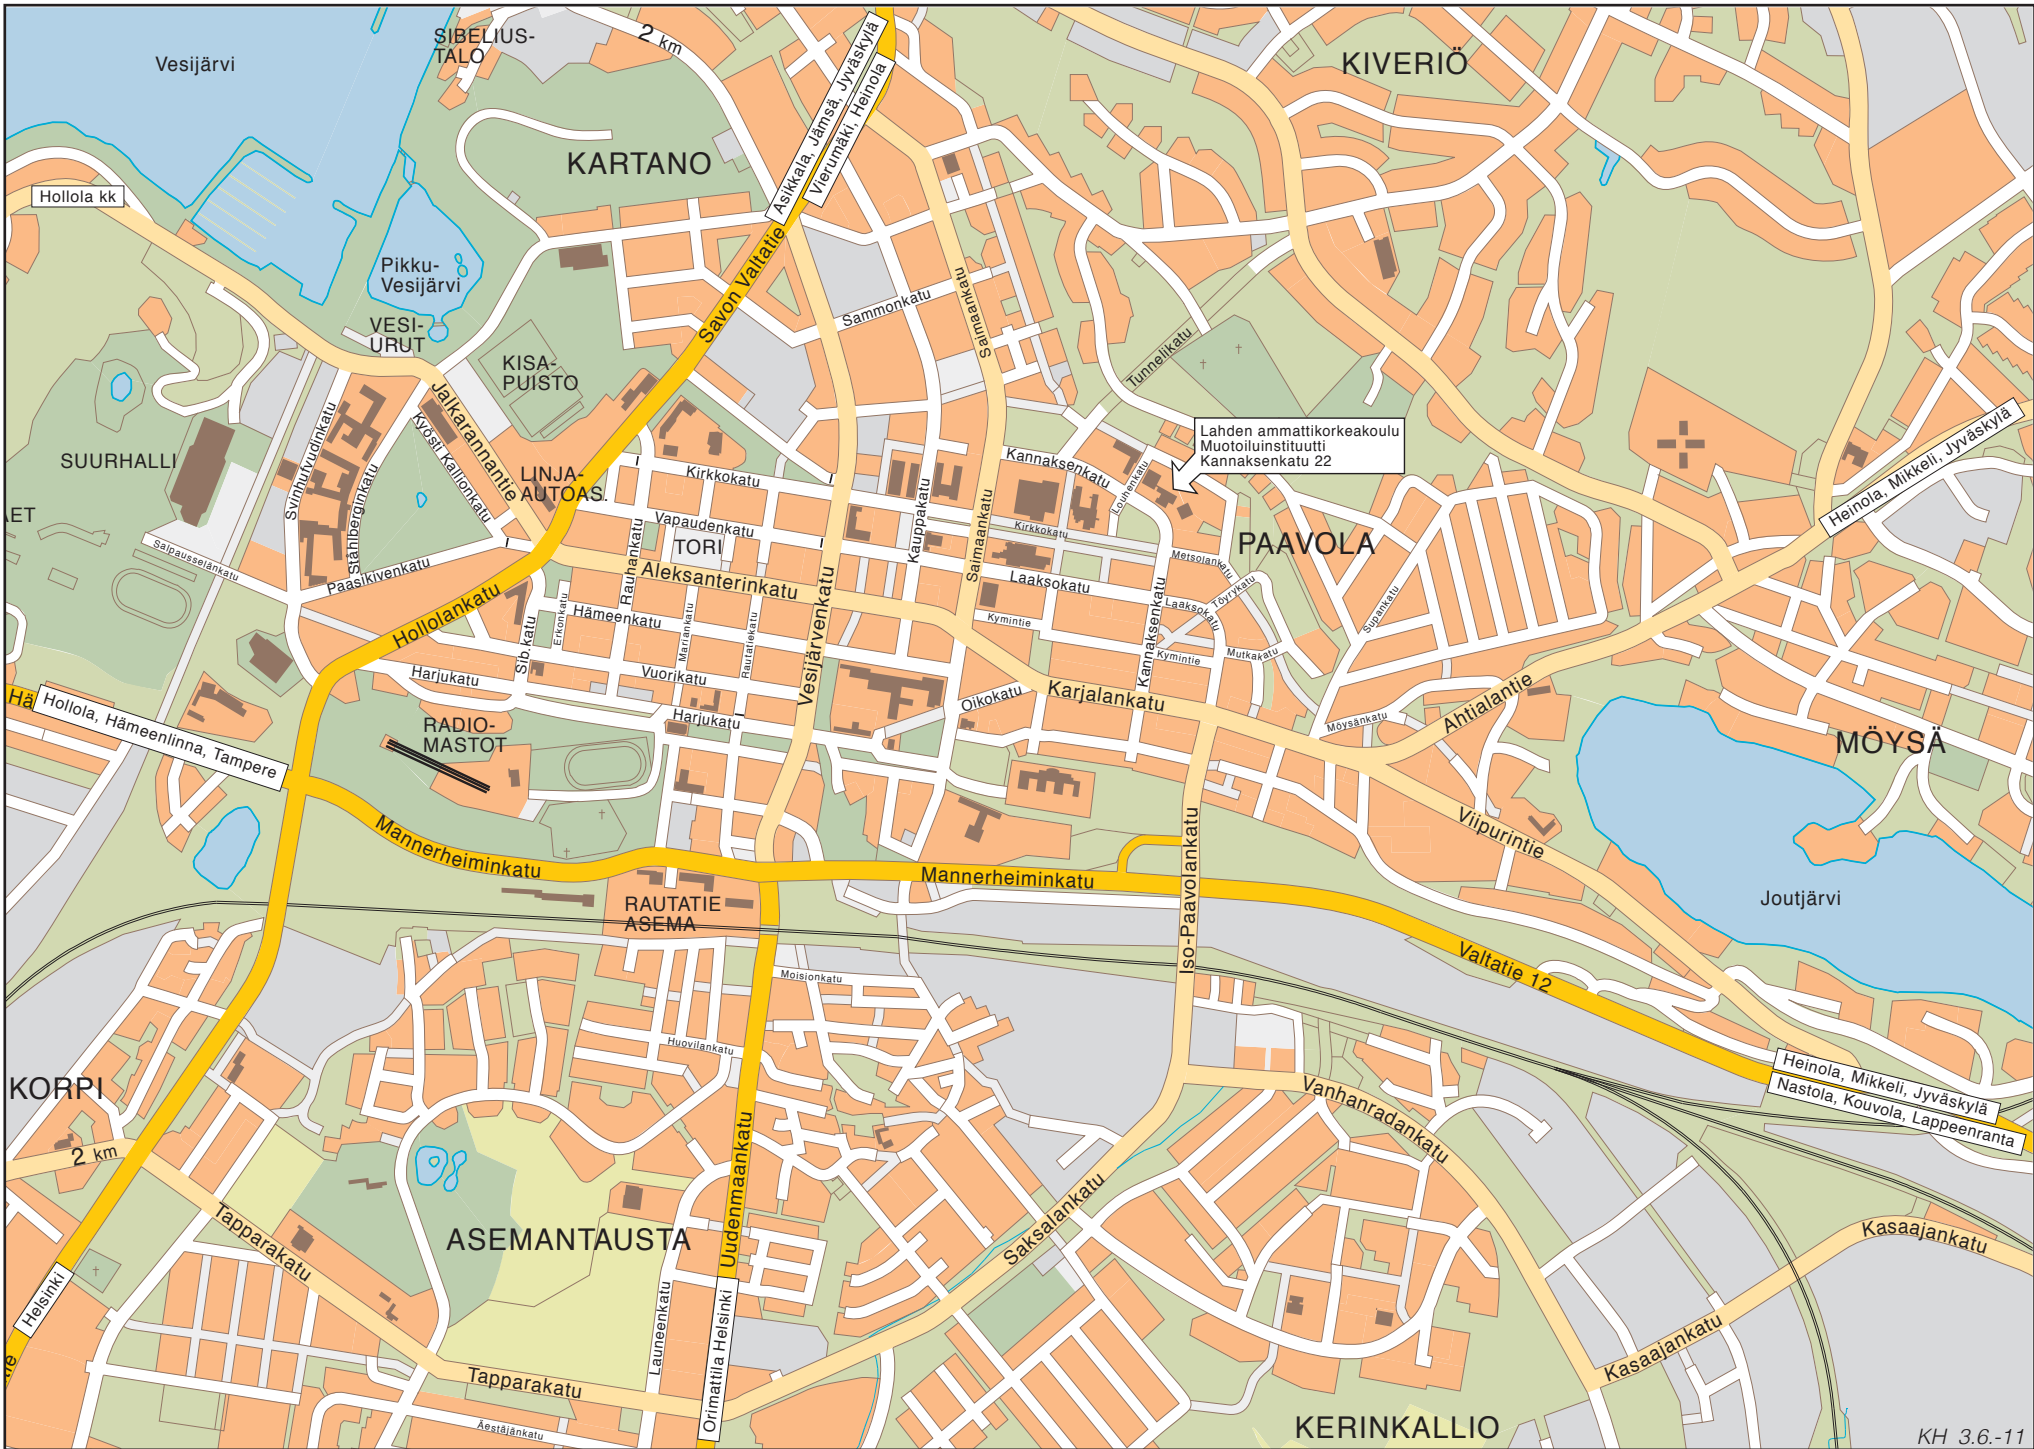 Vesijärvi
SIBELIUS-
TALO
2 km
KIVERIÖ
KARTANO
Asikkala, Jämsä, Jyväskylä
Vierumäki, Heinola
Hollola kk
Pikku-
Vesijärvi
VESI-
URUT
KISA-
PUISTO
Savon Valtatie
Sammonkatu
Saimaankatu
Saimaankatu
Tunnelikatu
Lahden ammattikorkeakoulu
Muotoiluinstituutti
Kannaksenkatu 22
Jalkarannantie
Kyösti Kallionkatu
Svinhufvudinkatu
Ståhlberginkatu
SUURHALLI
LINJA-
AUTOAS.
Kirkkokatu
Kannaksenkatu
Louhenkatu
Heinola, Mikkeli, Jyväskylä
Vapaudenkatu
TORI
Kauppakatu
Saimaankatu
Kirkkokatu
PAAVOLA
Metsolankatu
Salpausselänkatu
Paasikivenkatu
Aleksanterinkatu
Rauhankatu
Laaksokatu
Laaksokatu
Töyrykatu
Supankatu
Hollolankatu
Erkonkatu
Hämeenkatu
Mariankatu
Rautatiekatu
Kymintie
Kymintie
Mutkakatu
Kannaksenkatu
Sib.katu
Harjukatu
Vuorikatu
Vesijärvenkatu
Oikokatu
Karjalankatu
Ahtialantie
Möysänkatu
MÖYSÄ
ÄET
Hä
Hollola, Hämeenlinna, Tampere
RADIO-
MASTOT
Harjukatu
Mannerheiminkatu
Mannerheiminkatu
Iso-Paavolankatu
Viipurintie
Joutjärvi
RAUTATIE
ASEMA
Valtatie 12
Moisionkatu
Huovilankatu
KORPI
2 km
Heinola, Mikkeli, Jyväskylä
Nastola, Kouvola, Lappeenranta
Vanhanradankatu
Uudenmaankatu
Tapparakatu
ASEMANTAUSTA
Saksalankatu
Kasaajankatu
Helsinki
Launeenkatu
Orimattila Helsinki
Kasaajankatu
Tapparakatu
Äestäjänkatu
KERINKALLIO
KH 3.6.-11